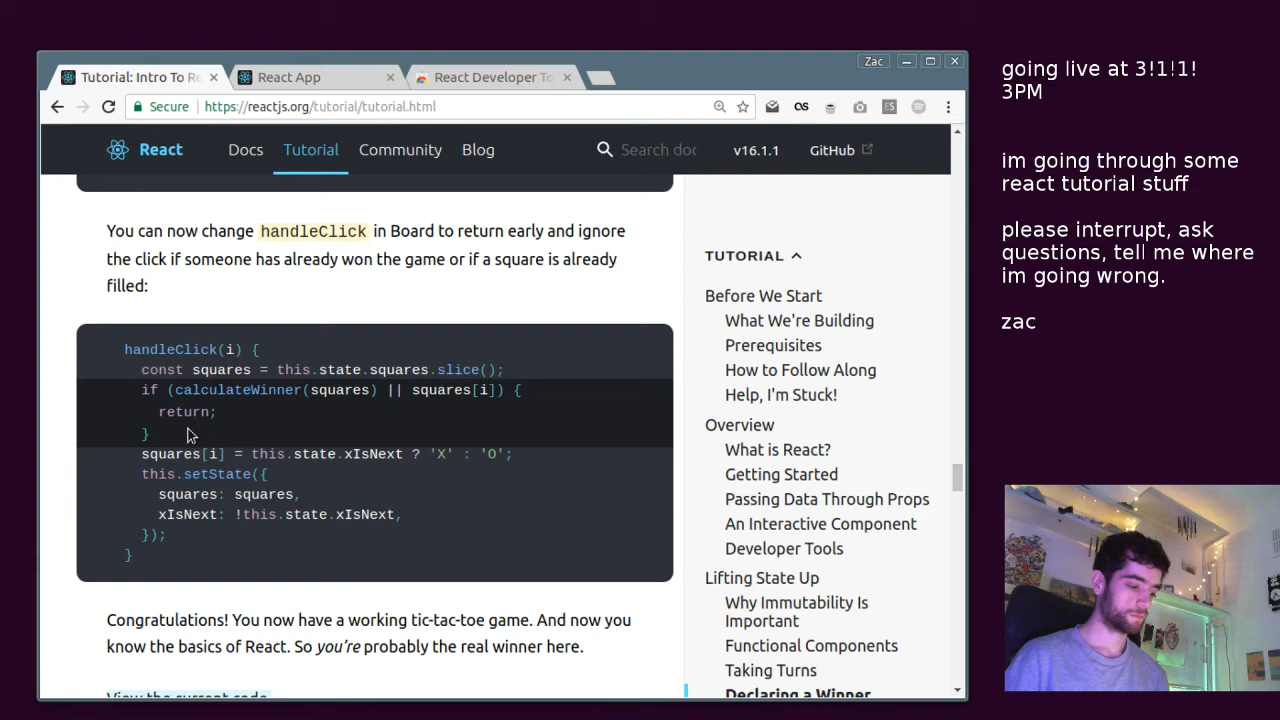 Zac
Tutorial: Intro To Re
React App
React Developer To
Secure
https://reactjs.org/tutorial/tutorial.html
OS
ES
React
Docs
Tutorial
Community
Blog
Search doc
v16.1.1
GitHub
You can now change handleClick in Board to return early and ignore
the click if someone has already won the game or if a square is already
filled:
handleClick(i) {
const squares = this.state.squares.slice();
if (calculateWinner(squares) || squares[i]) {
return;
}
squares[i] = this.state.xIsNext ? 'X' : 'O';
this.setState({
squares: squares,
xIsNext: !this.state.xIsNext,
});
}
Congratulations! You now have a working tic-tac-toe game. And now you
know the basics of React. So you're probably the real winner here.
View the current code.
TUTORIAL
Before We Start
What We're Building
Prerequisites
How to Follow Along
Help, I'm Stuck!
Overview
What is React?
Getting Started
Passing Data Through Props
An Interactive Component
Developer Tools
Lifting State Up
Why Immutability Is
Important
Functional Components
Taking Turns
Declaring a Winner
going live at 3!1!1!
3PM
im going through some
react tutorial stuff
please interrupt, ask
questions, tell me where
im going wrong.
zac